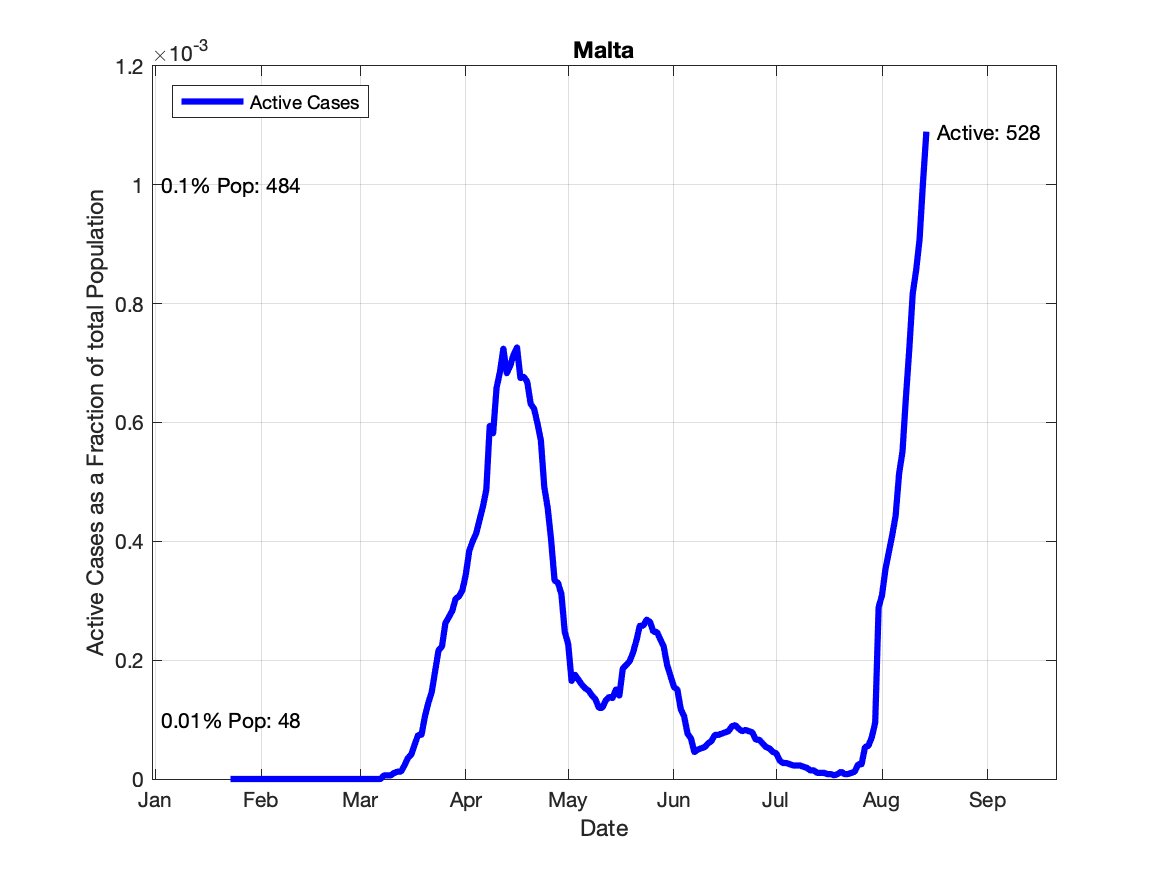 Malta
×10-3
1.2
1
0.8
0.6
0.4
0.2
0
Active Cases
Active: 528
0.1% Pop: 484
0.01% Pop: 48
Active Cases as a Fraction of total Population
Jan Feb Mar Apr May Jun Jul Aug Sep
Date